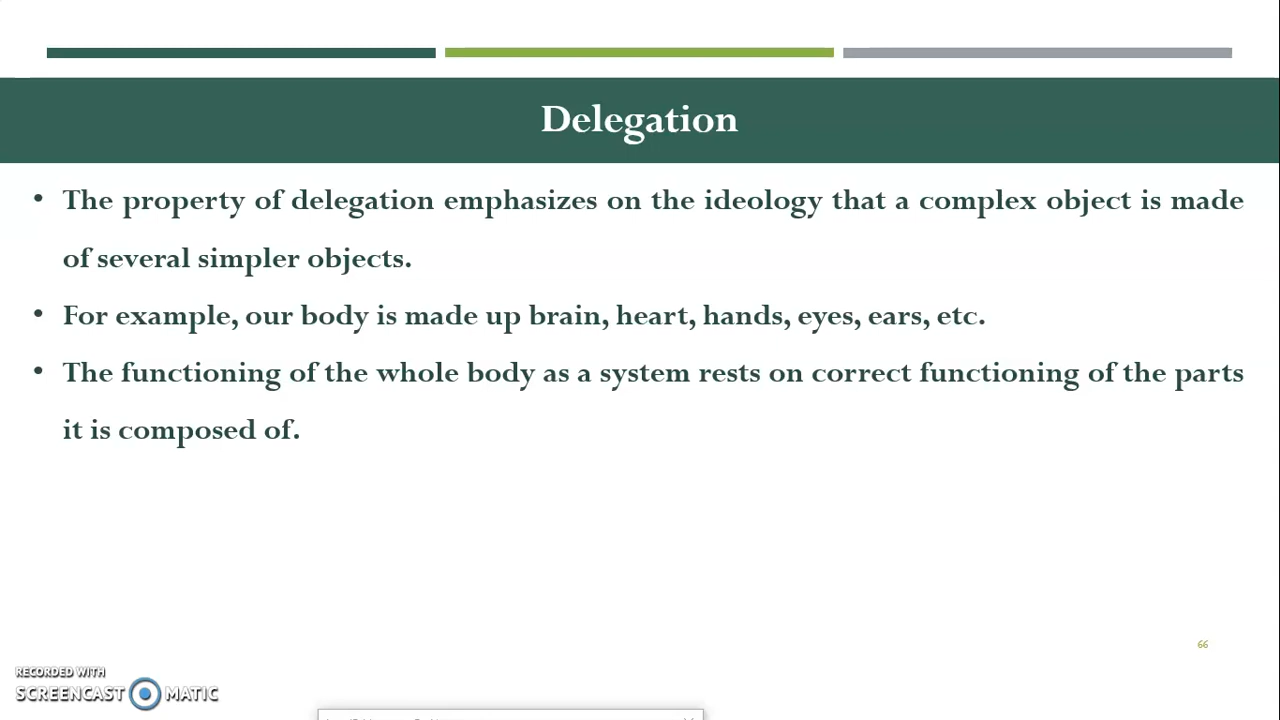 Delegation
• The property of delegation emphasizes on the ideology that a complex object is made
of several simpler objects.
• For example, our body is made up brain, heart, hands, eyes, ears, etc.
• The functioning of the whole body as a system rests on correct functioning of the parts
it is composed of.
66
RECORDED WITH
SCREENCAST MATIC